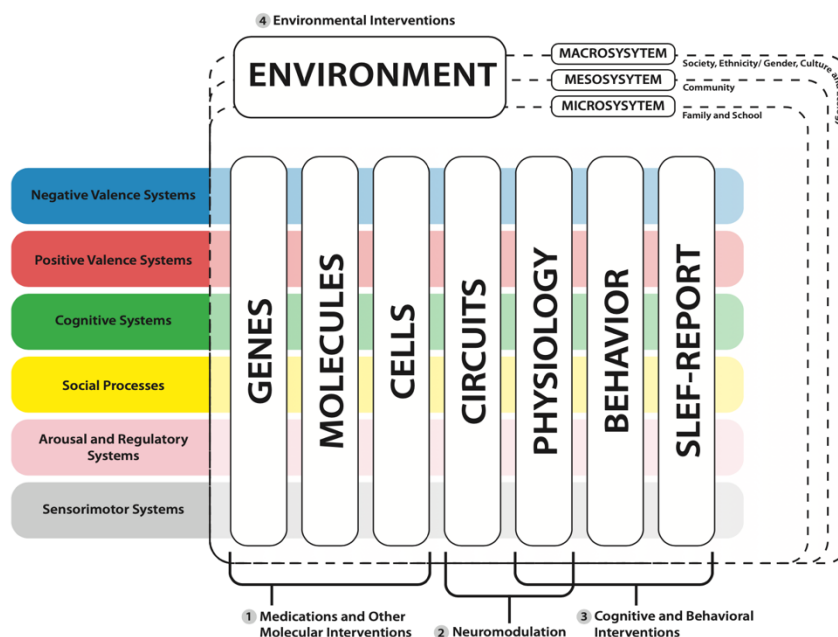 4 Environmental Interventions
ENVIRONMENT
MACROSYSYTEM
Society, Ethnicity/ Gender, Culture and
MESOSYSYTEM
Community
MICROSYSYTEM
Family and School
Negative Valence Systems
Positive Valence Systems
Cognitive Systems
Social Processes
Arousal and Regulatory
Systems
Sensorimotor Systems
GENES
MOLECULES
CELLS
CIRCUITS
PHYSIOLOGY
BEHAVIOR
SLEF-REPORT
1 Medications and Other
Molecular Interventions
2 Neuromodulation
3 Cognitive and Behavioral
Interventions